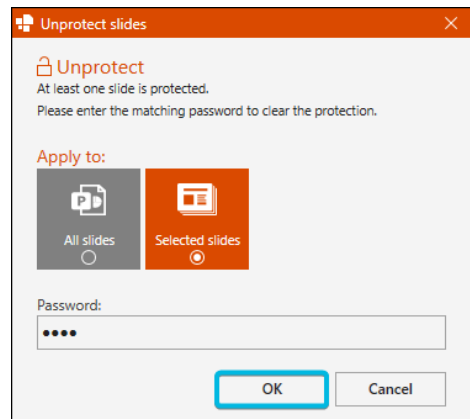 Unprotect slides
Unprotect
At least one slide is protected.
Please enter the matching password to clear the protection.
Apply to:
P
All slides
Selected slides
Password:
••••
OK
Cancel